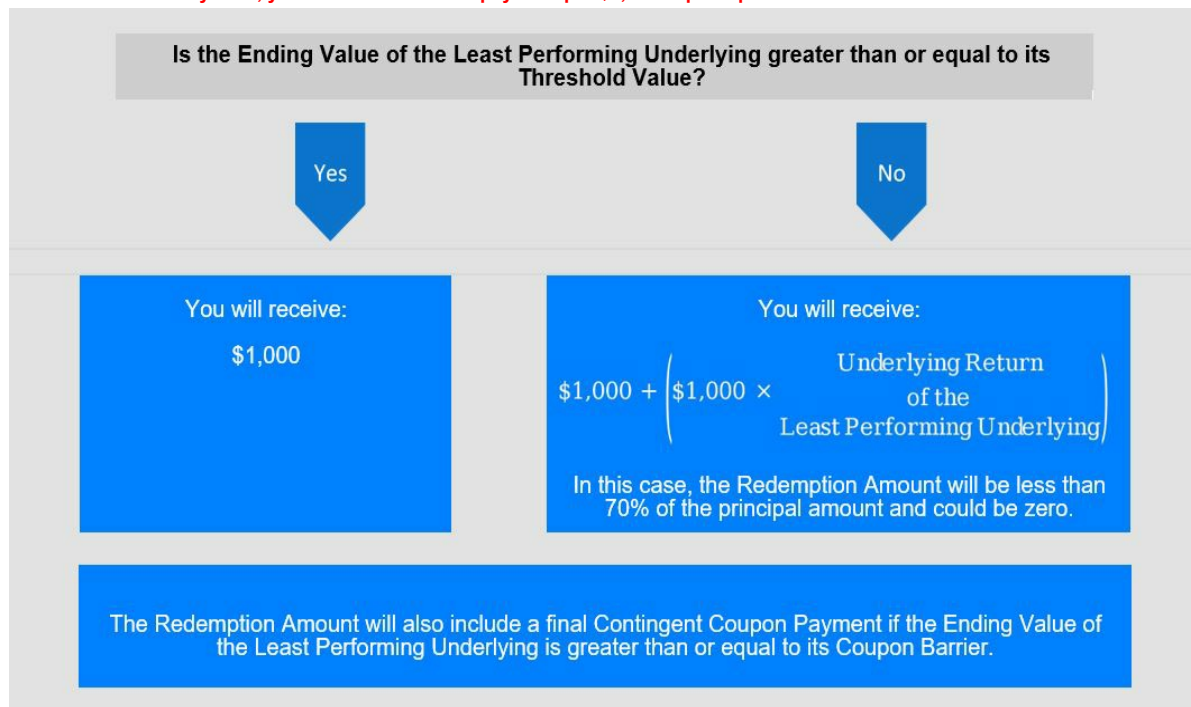 Is the Ending Value of the Least Performing Underlying greater than or equal to its
Threshold Value?
Yes
No
You will receive:
$1,000
You will receive:
$1,000 + ($1,000 × Underlying Return
of the
Least Performing Underlying)
In this case, the Redemption Amount will be less than
70% of the principal amount and could be zero.
The Redemption Amount will also include a final Contingent Coupon Payment if the Ending Value of
the Least Performing Underlying is greater than or equal to its Coupon Barrier.